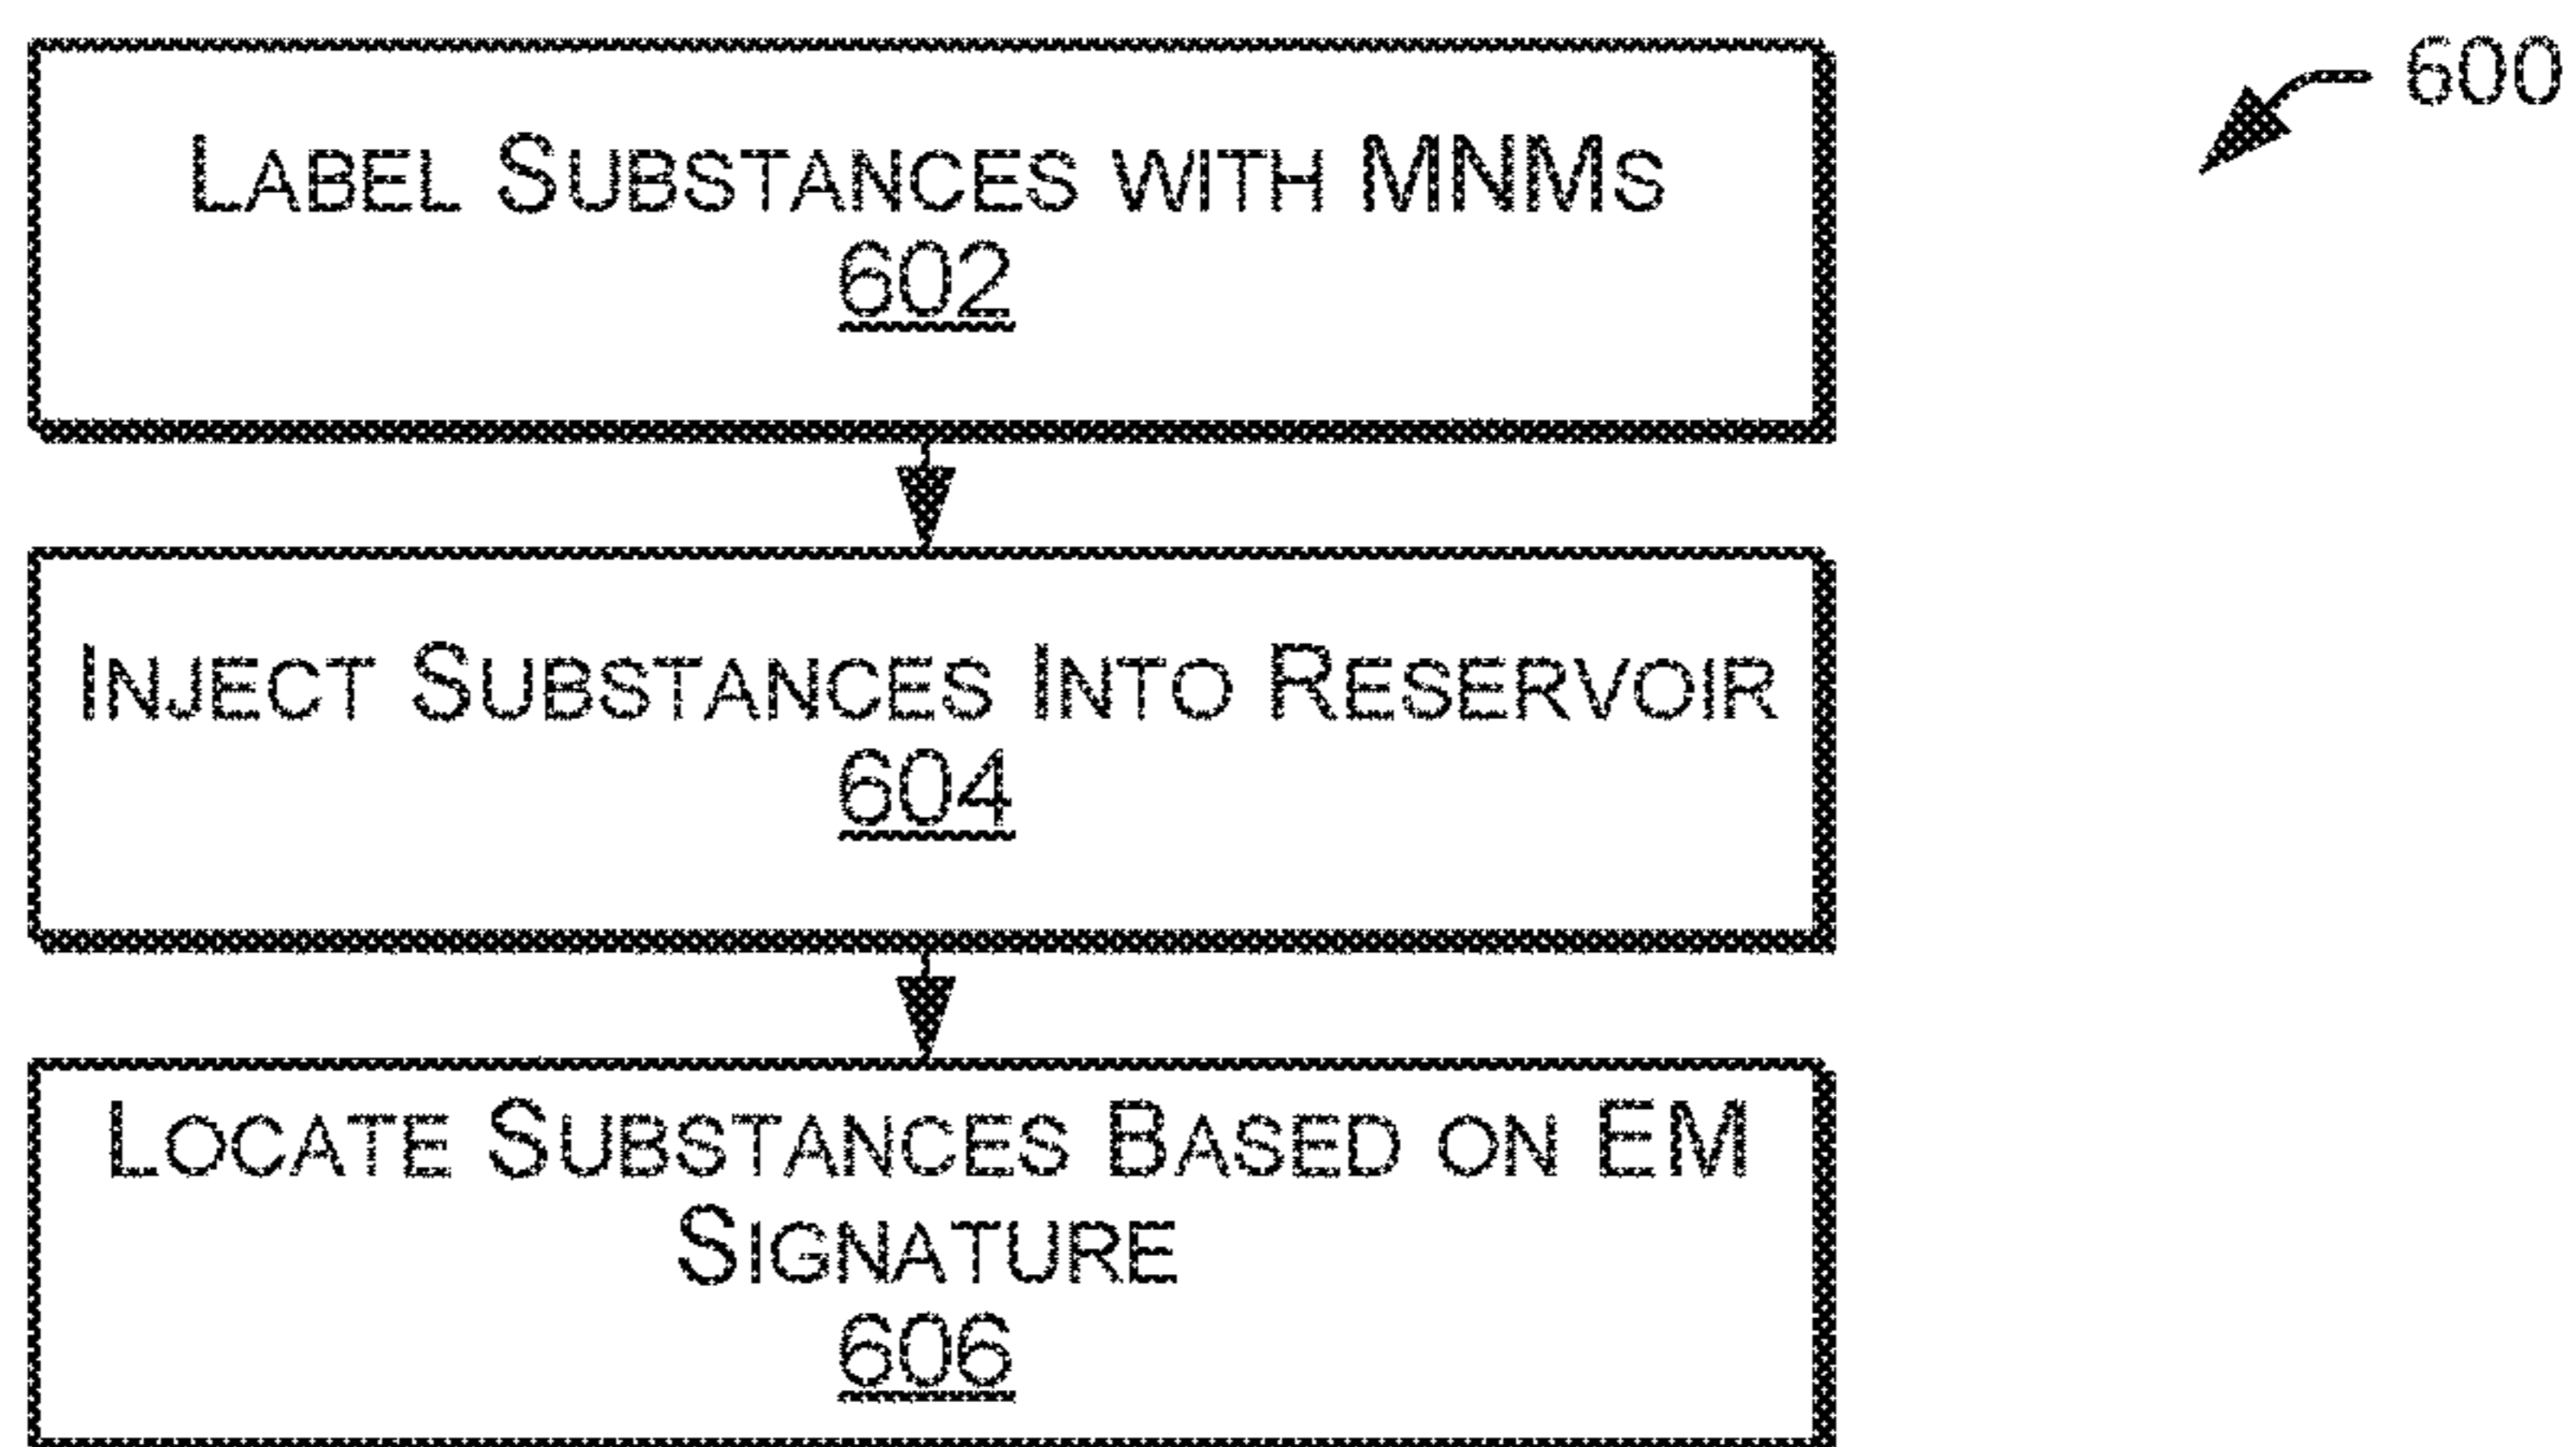 600
LABEL SUBSTANCES WITH MNMS
602
INJECT SUBSTANCES INTO RESERVOIR
604
LOCATE SUBSTANCES BASED ON EM
SIGNATURE
606